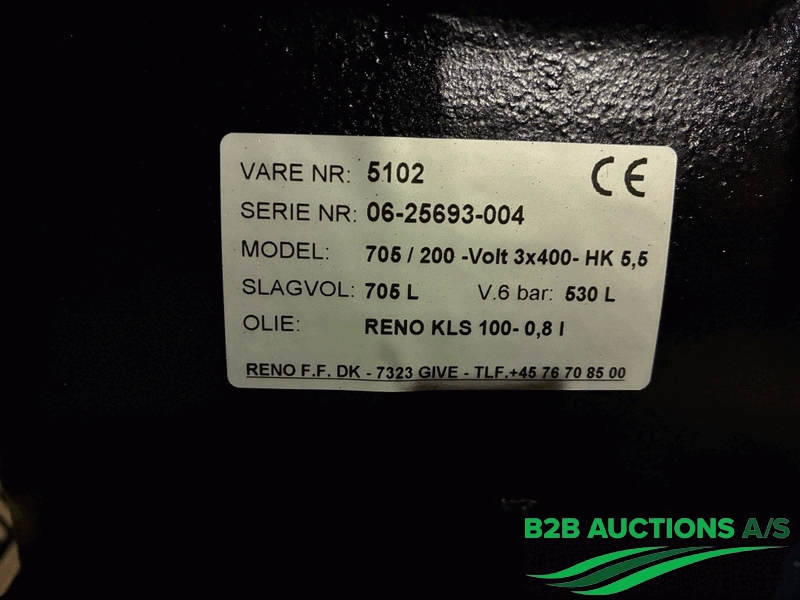 VARE NR: 5102 CE
SERIE NR: 06-25693-004
MODEL: 705 / 200 -Volt 3x400- HK 5,5
SLAGVOL: 705 L V.6 bar: 530 L
OLIE: RENO KLS 100- 0,8 l
RENO F.F. DK - 7323 GIVE - TLF.+45 76 70 85 00
B2B AUCTIONS A/S